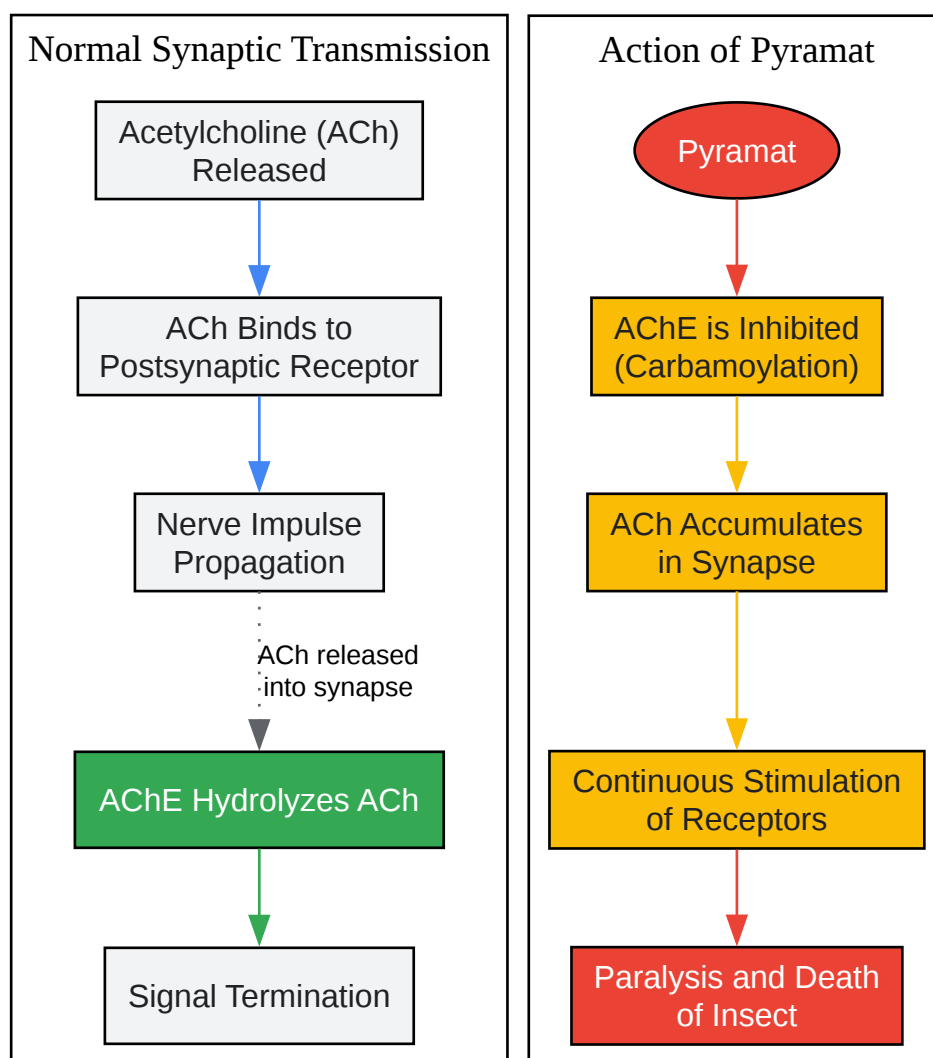 Normal Synaptic Transmission
Acetylcholine (ACh)
Released
ACh Binds to
Postsynaptic Receptor
Nerve Impulse
Propagation
ACh released
into synapse
AChE Hydrolyzes ACh
Signal Termination
Action of Pyramat
Pyramat
AChE is Inhibited
(Carbamoylation)
ACh Accumulates
in Synapse
Continuous Stimulation
of Receptors
Paralysis and Death
of Insect